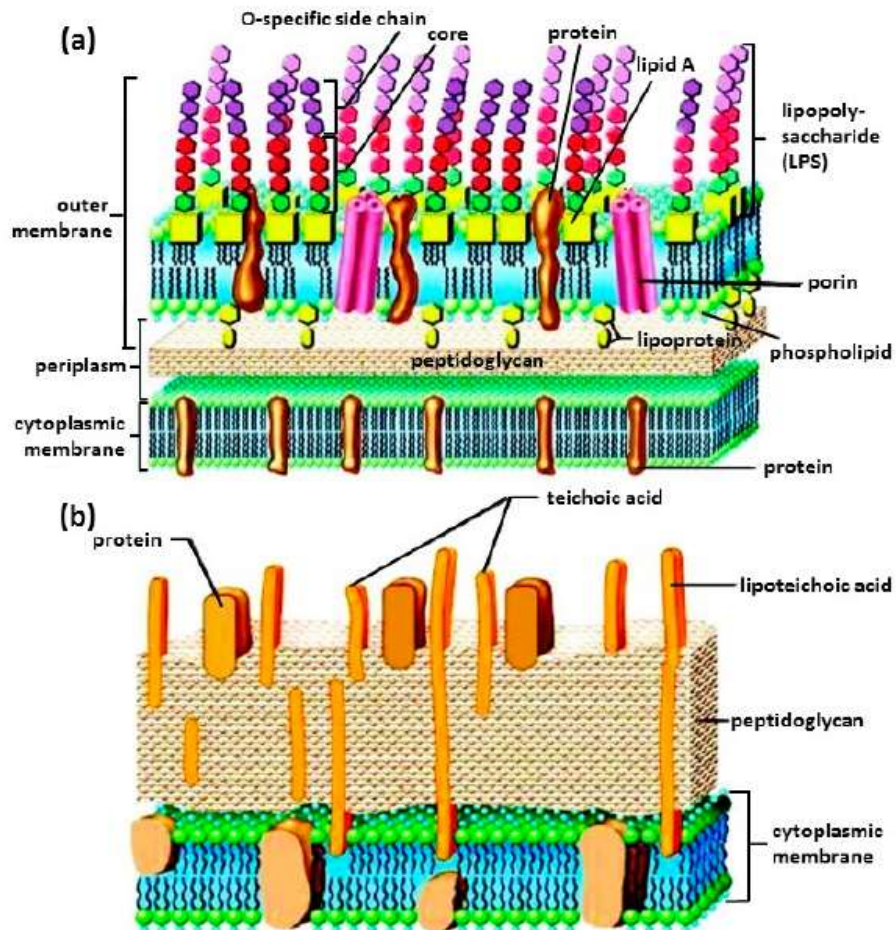 (a)
O-specific side chain
core
protein
lipid A
lipopoly-
saccharide
(LPS)
outer
membrane
porin
lipoprotein
phospholipid
peptidoglycan
periplasm
cytoplasmic
membrane
protein
(b)
teichoic acid
protein
lipoteichoic acid
peptidoglycan
cytoplasmic
membrane